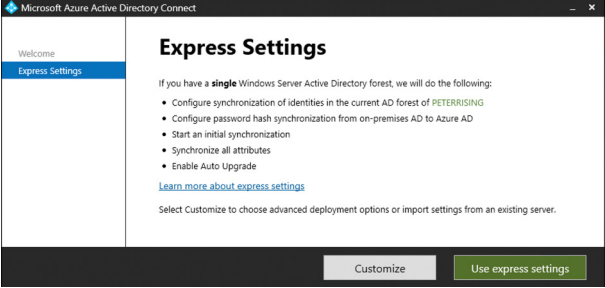 Microsoft Azure Active Directory Connect
Welcome
Express Settings
Express Settings
If you have a single Windows Server Active Directory forest, we will do the following:
• Configure synchronization of identities in the current AD forest of PETERRISING
• Configure password hash synchronization from on-premises AD to Azure AD
• Start an initial synchronization
• Synchronize all attributes
• Enable Auto Upgrade
Learn more about express settings
Select Customize to choose advanced deployment options or import settings from an existing server.
Customize
Use express settings